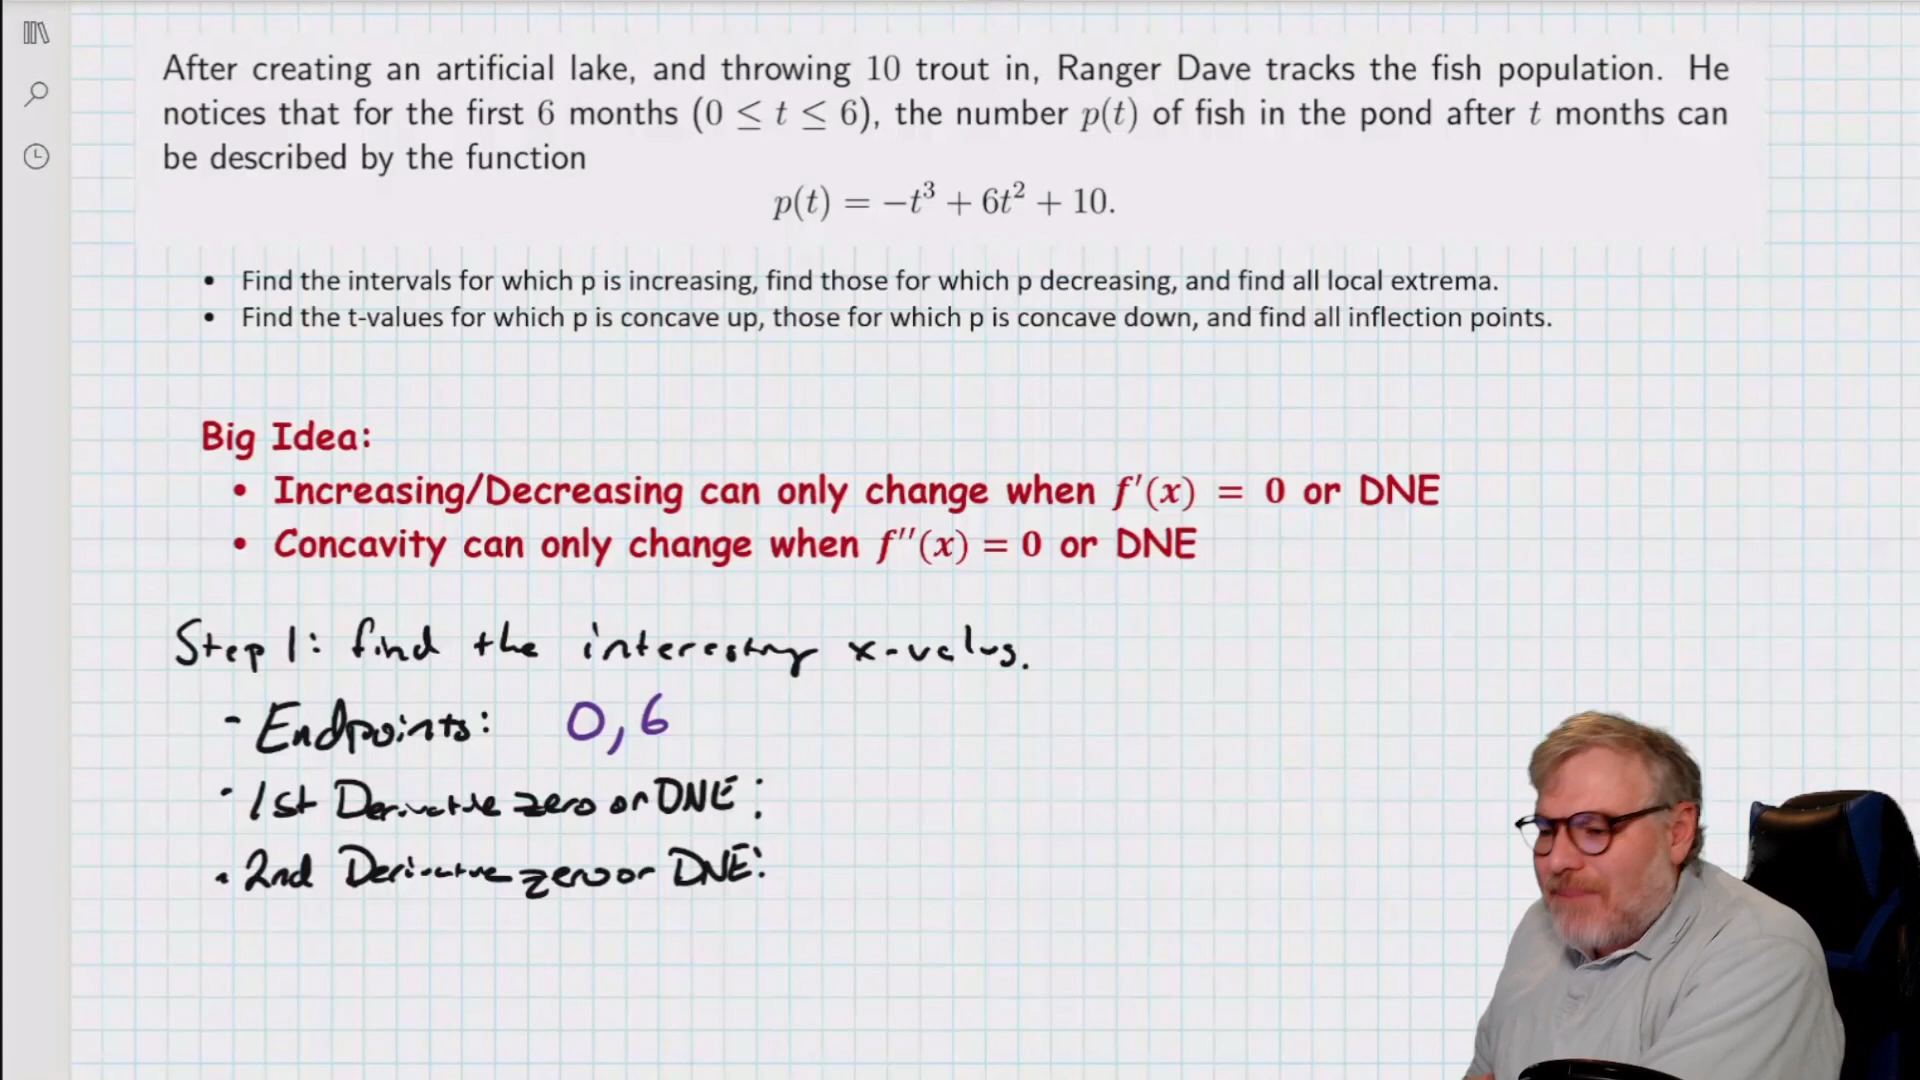 After creating an artificial lake, and throwing 10 trout in, Ranger Dave tracks the fish population. He
notices that for the first 6 months (0 ≤ t ≤ 6), the number p(t) of fish in the pond after t months can
be described by the function
p(t) = −t³ + 6t² + 10.
• Find the intervals for which p is increasing, find those for which p decreasing, and find all local extrema.
• Find the t-values for which p is concave up, those for which p is concave down, and find all inflection points.
Big Idea:
• Increasing/Decreasing can only change when f′(x) = 0 or DNE
• Concavity can only change when f″(x) = 0 or DNE
Step 1: find the interesting x-values.
- Endpoints: 0, 6
- 1st Derivative zero or DNE:
- 2nd Derivative zero or DNE: